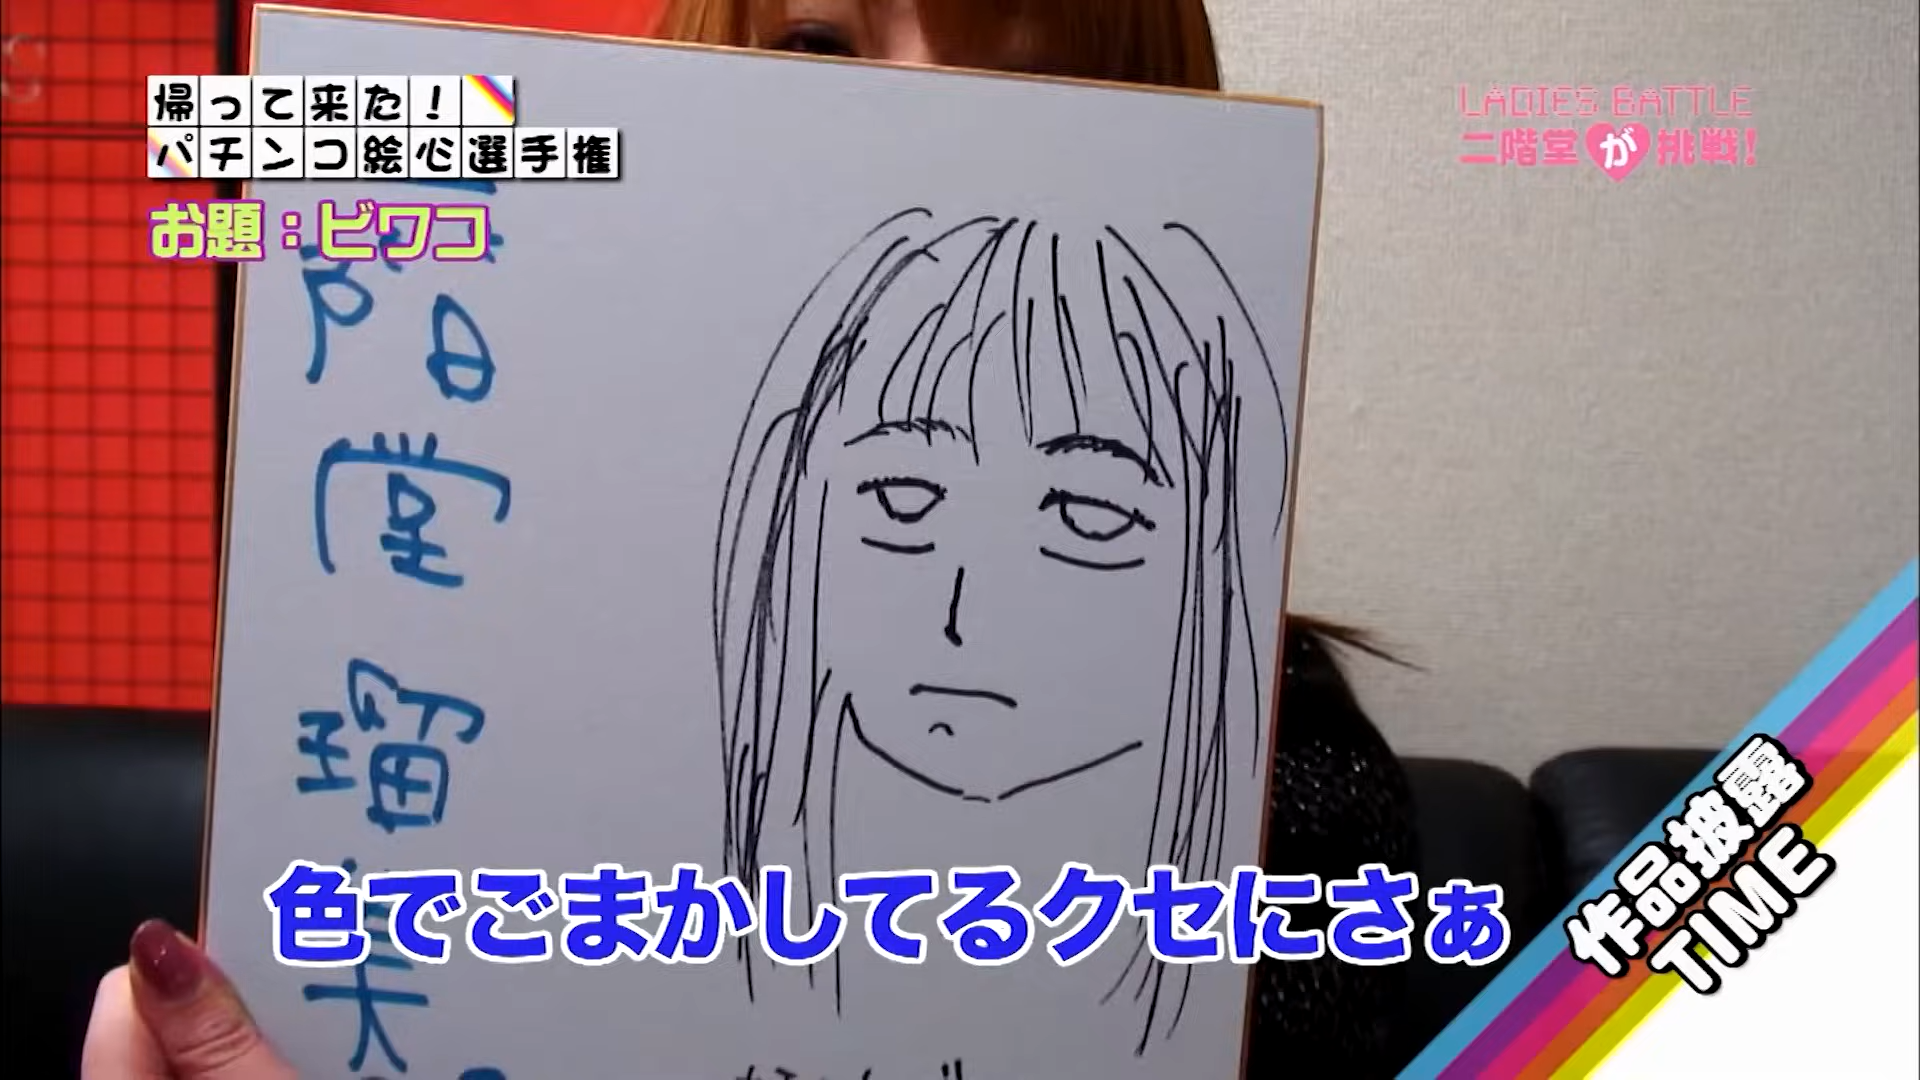 帰って来た!
パチンコ絵心選手権
お題：ビワコ
LADIES BATTLE
二階堂が挑戦!
階
堂
瑠
美
色でごまかしてるクセにさぁ
作品披露
TIME